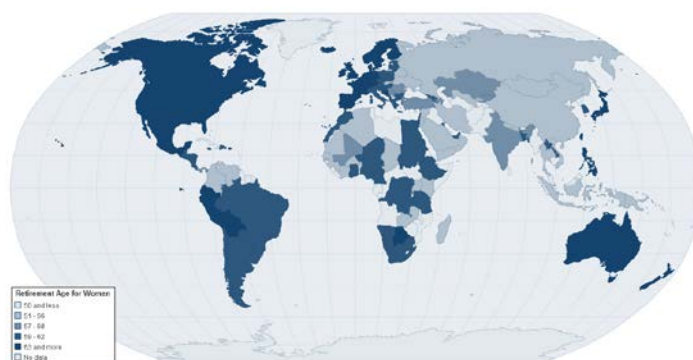 Retirement Age for Women
50 and less
51 - 56
57 - 58
59 - 62
63 and more
No data